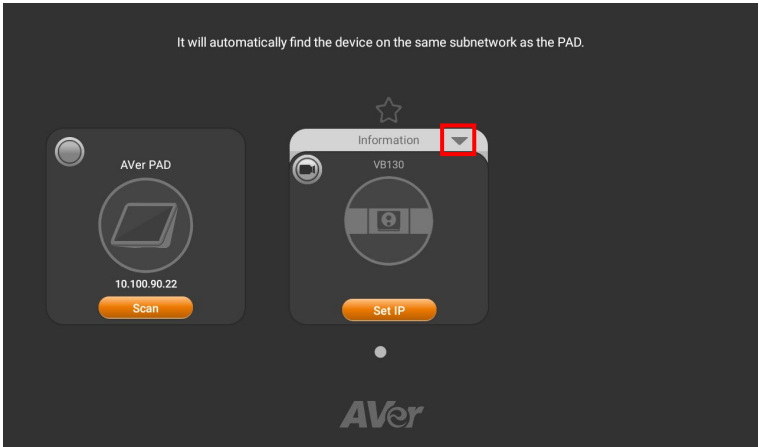 It will automatically find the device on the same subnetwork as the PAD.
Information
AVer PAD
VB130
10.100.90.22
Scan
Set IP
AVer